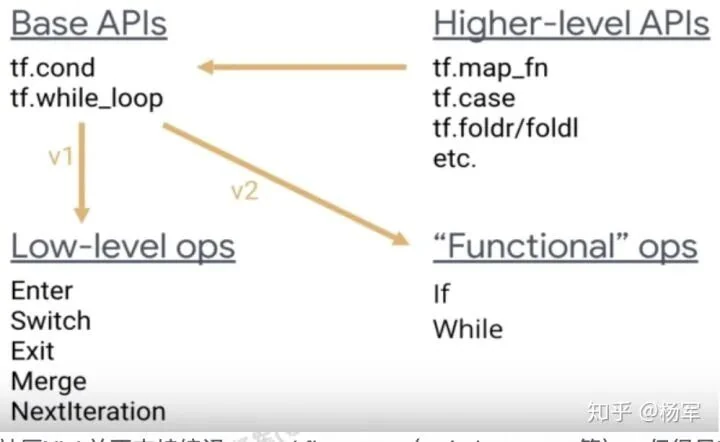 Base APIs
tf.cond
tf.while_loop
Higher-level APIs
tf.map_fn
tf.case
tf.foldr/foldl
etc.
v1
v2
Low-level ops
Enter
Switch
Exit
Merge
NextIteration
“Functional” ops
If
While
知乎 @杨军